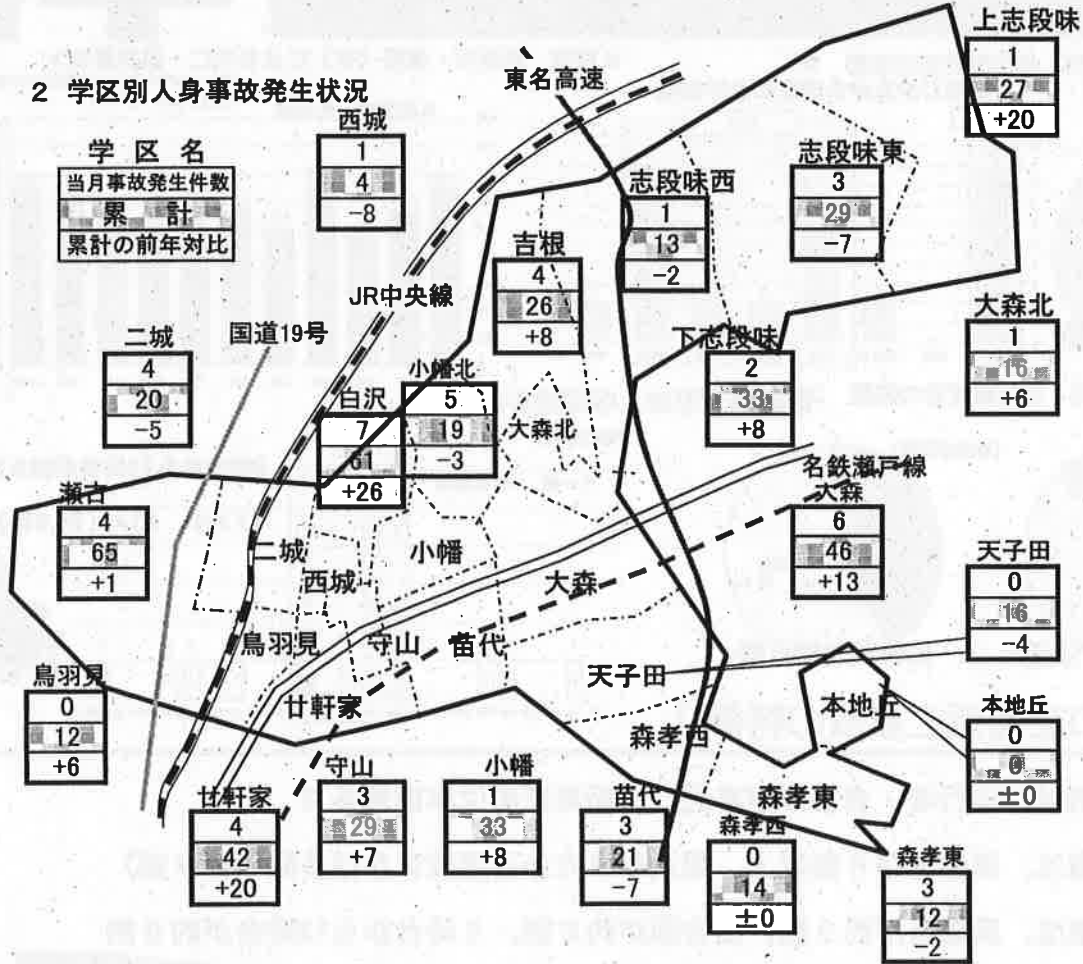 2 学区別人身事故発生状況
学区名
当月事故発生件数
累計
累計の前年対比
東名高速
JR中央線
国道19号
名鉄瀬戸線
上志段味
1
27
+20
西城
1
4
-8
志段味東
3
29
-7
志段味西
1
13
-2
吉根
4
26
+8
大森北
1
16
+6
下志段味
2
33
+8
二城
4
20
-5
小幡北
5
19
-3
白沢
7
61
+26
大森北
瀬古
4
65
+1
大森
6
46
+13
天子田
0
16
-4
二城
西城
小幡
大森
鳥羽見
守山
苗代
天子田
本地丘
廿軒家
森孝西
森孝東
鳥羽見
0
12
+6
本地丘
0
0
±0
廿軒家
4
42
+20
守山
3
29
+7
小幡
1
33
+8
苗代
3
21
-7
森孝西
0
14
±0
森孝東
3
12
-2